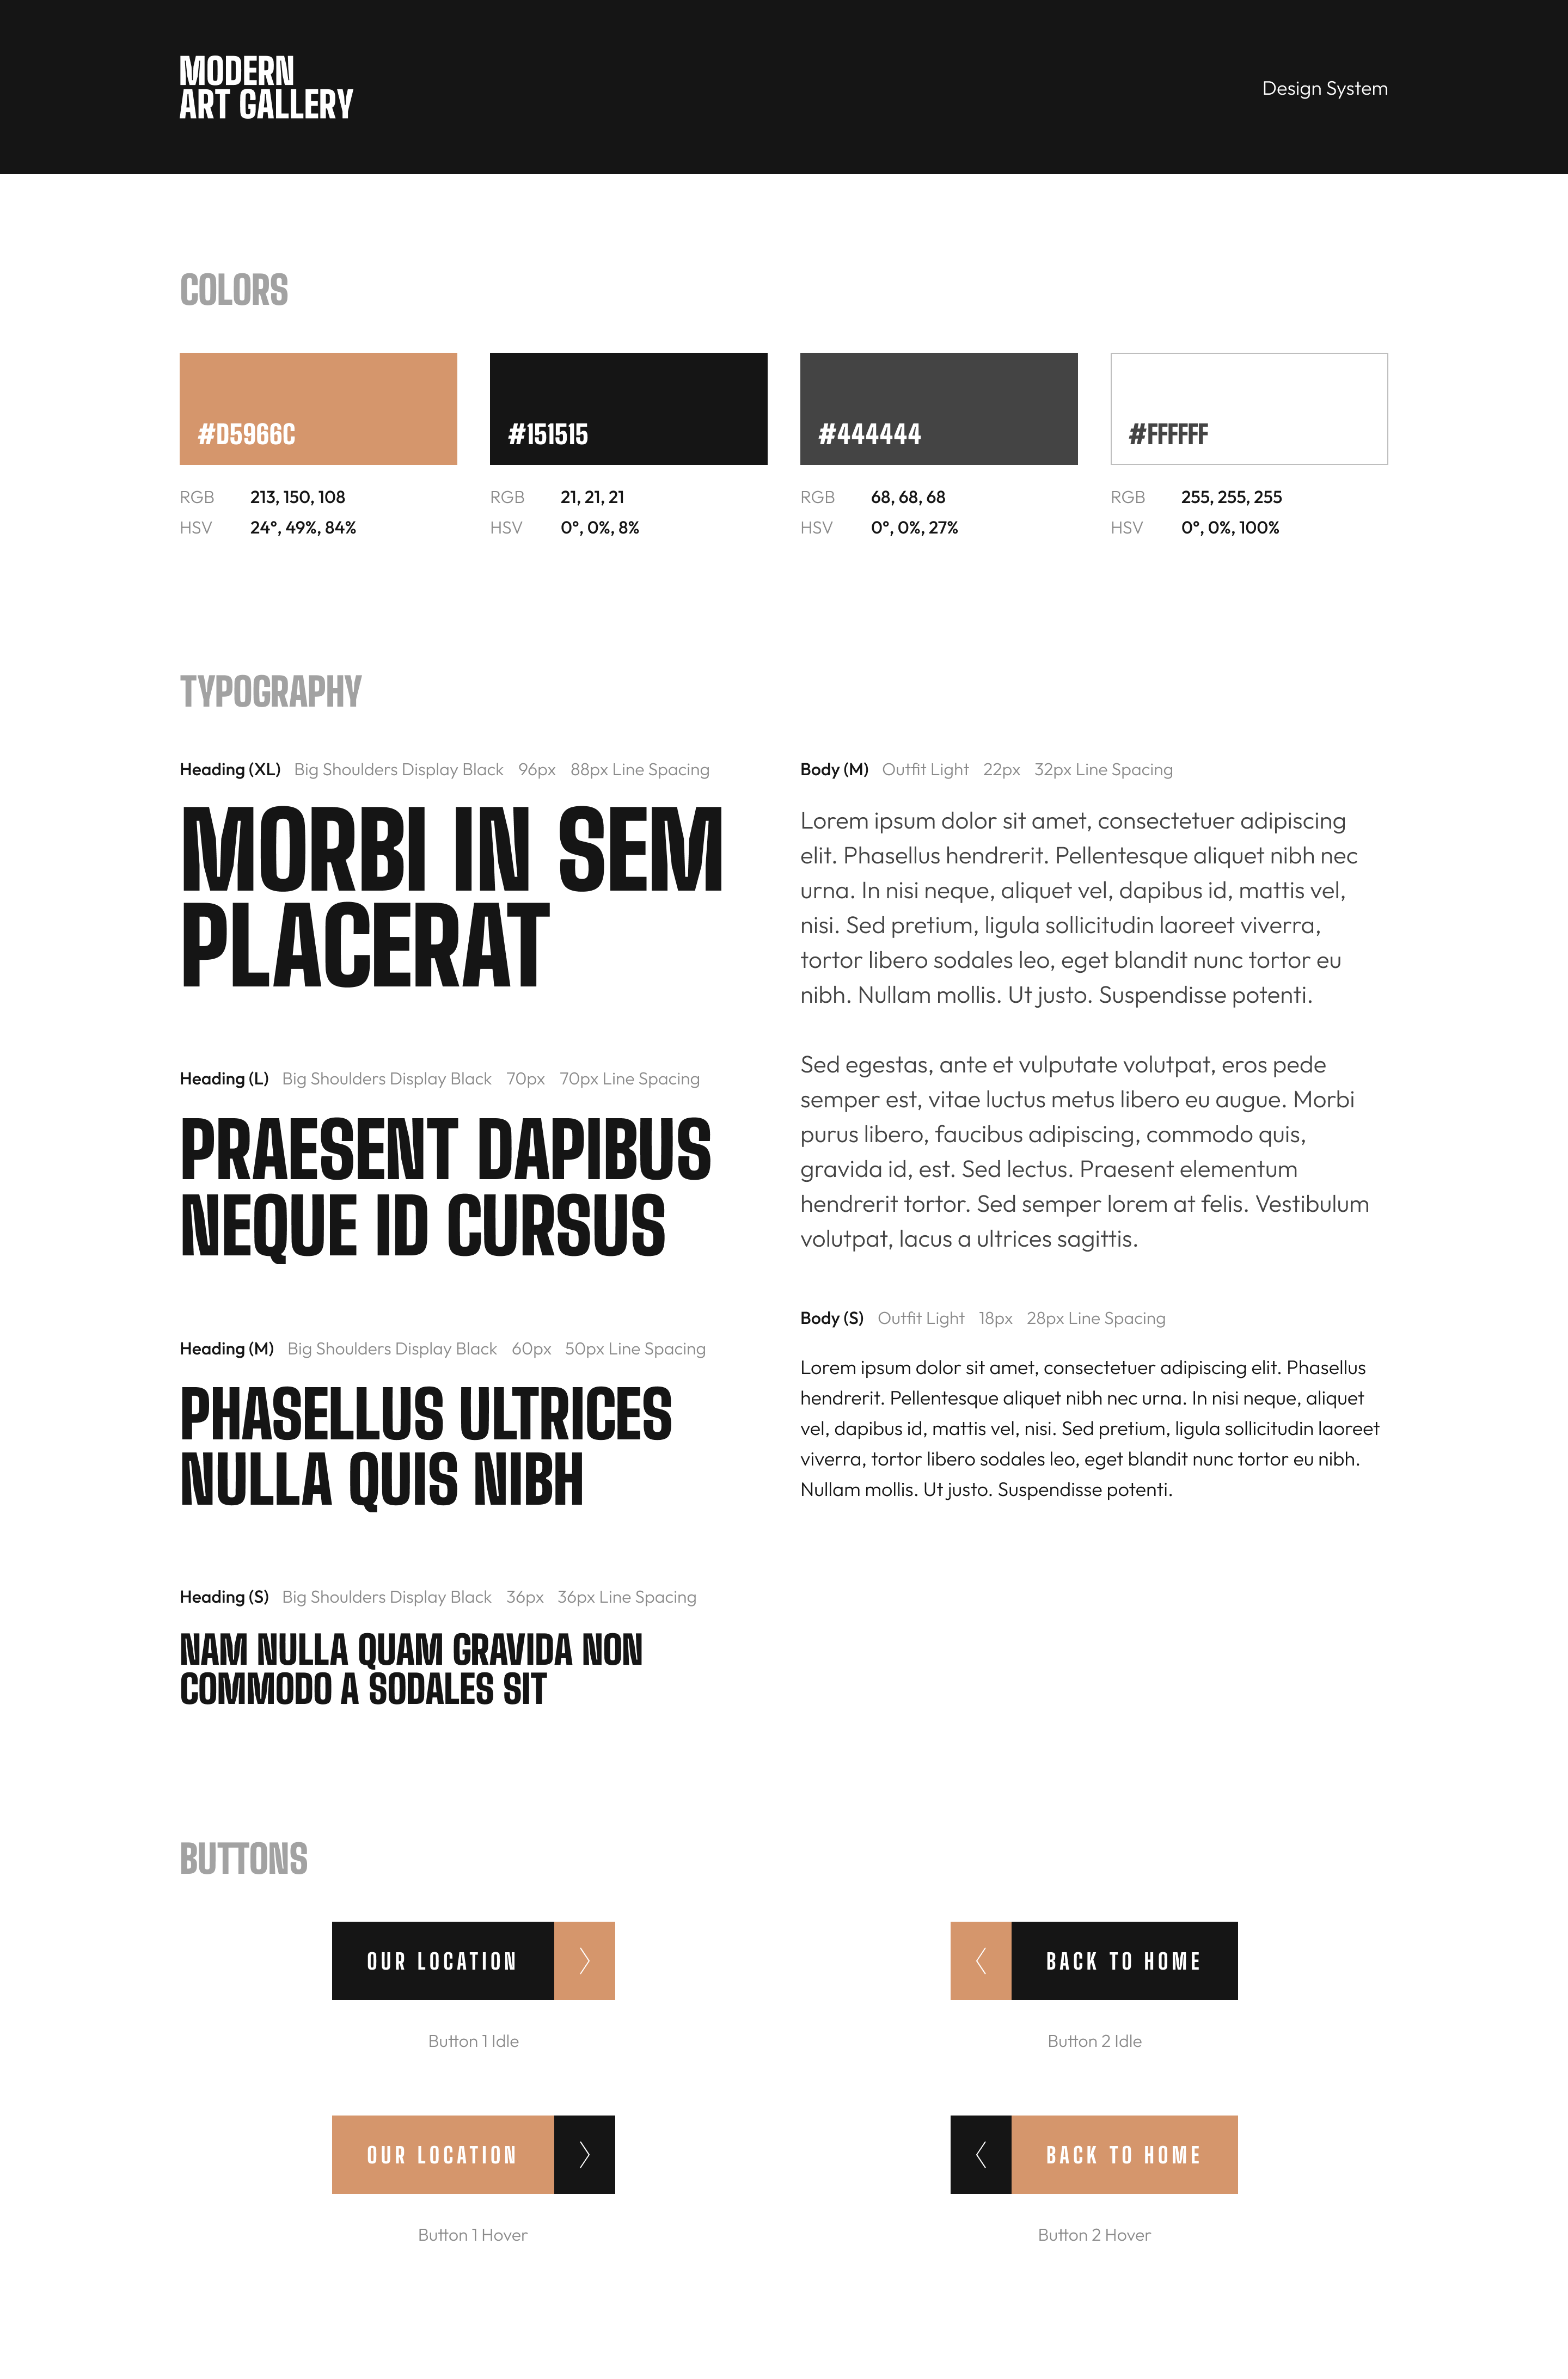 MODERN
ART GALLERY
Design System
COLORS
#D5966C
RGB 213, 150, 108
HSV 24°, 49%, 84%
#151515
RGB 21, 21, 21
HSV 0°, 0%, 8%
#444444
RGB 68, 68, 68
HSV 0°, 0%, 27%
#FFFFFF
RGB 255, 255, 255
HSV 0°, 0%, 100%
TYPOGRAPHY
Heading (XL) Big Shoulders Display Black 96px 88px Line Spacing
MORBI IN SEM
PLACERAT
Heading (L) Big Shoulders Display Black 70px 70px Line Spacing
PRAESENT DAPIBUS
NEQUE ID CURSUS
Heading (M) Big Shoulders Display Black 60px 50px Line Spacing
PHASELLUS ULTRICES
NULLA QUIS NIBH
Heading (S) Big Shoulders Display Black 36px 36px Line Spacing
NAM NULLA QUAM GRAVIDA NON
COMMODO A SODALES SIT
Body (M) Outfit Light 22px 32px Line Spacing
Lorem ipsum dolor sit amet, consectetuer adipiscing
elit. Phasellus hendrerit. Pellentesque aliquet nibh nec
urna. In nisi neque, aliquet vel, dapibus id, mattis vel,
nisi. Sed pretium, ligula sollicitudin laoreet viverra,
tortor libero sodales leo, eget blandit nunc tortor eu
nibh. Nullam mollis. Ut justo. Suspendisse potenti.
Sed egestas, ante et vulputate volutpat, eros pede
semper est, vitae luctus metus libero eu augue. Morbi
purus libero, faucibus adipiscing, commodo quis,
gravida id, est. Sed lectus. Praesent elementum
hendrerit tortor. Sed semper lorem at felis. Vestibulum
volutpat, lacus a ultrices sagittis.
Body (S) Outfit Light 18px 28px Line Spacing
Lorem ipsum dolor sit amet, consectetuer adipiscing elit. Phasellus
hendrerit. Pellentesque aliquet nibh nec urna. In nisi neque, aliquet
vel, dapibus id, mattis vel, nisi. Sed pretium, ligula sollicitudin laoreet
viverra, tortor libero sodales leo, eget blandit nunc tortor eu nibh.
Nullam mollis. Ut justo. Suspendisse potenti.
BUTTONS
OUR LOCATION
Button 1 Idle
BACK TO HOME
Button 2 Idle
OUR LOCATION
Button 1 Hover
BACK TO HOME
Button 2 Hover